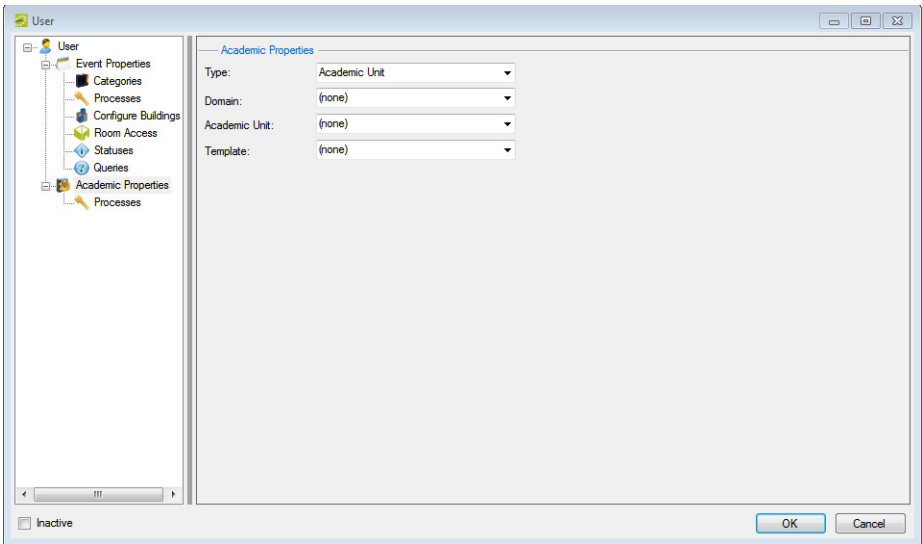 User
User
Event Properties
Categories
Processes
Configure Buildings
Room Access
Statuses
Queries
Academic Properties
Processes
Academic Properties
Type: Academic Unit
Domain: (none)
Academic Unit: (none)
Template: (none)
Inactive
OK Cancel